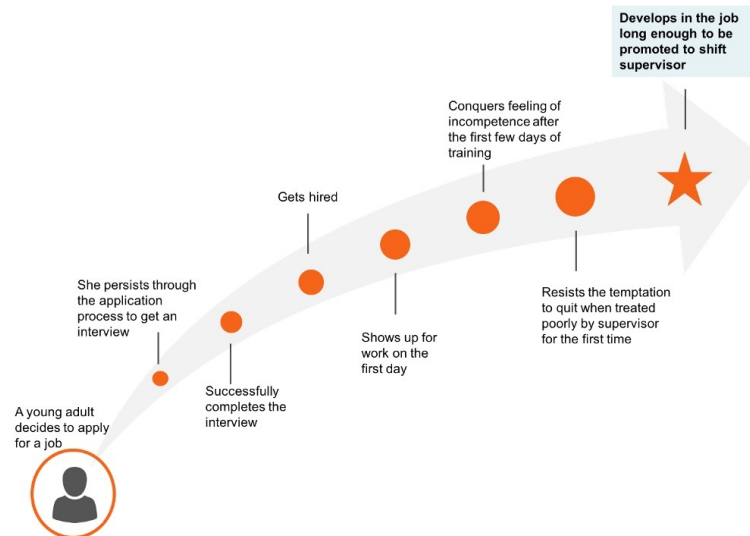 A young adult
decides to apply
for a job
She persists through
the application
process to get an
interview
Successfully
completes the
interview
Gets hired
Shows up for
work on the
first day
Conquers feeling of
incompetence after
the first few days of
training
Resists the temptation
to quit when treated
poorly by supervisor
for the first time
Develops in the job
long enough to be
promoted to shift
supervisor